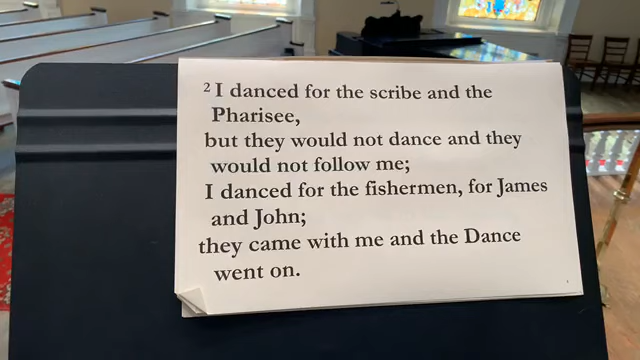 2 I danced for the scribe and the
Pharisee,
but they would not dance and they
would not follow me;
I danced for the fishermen, for James
and John;
they came with me and the Dance
went on.